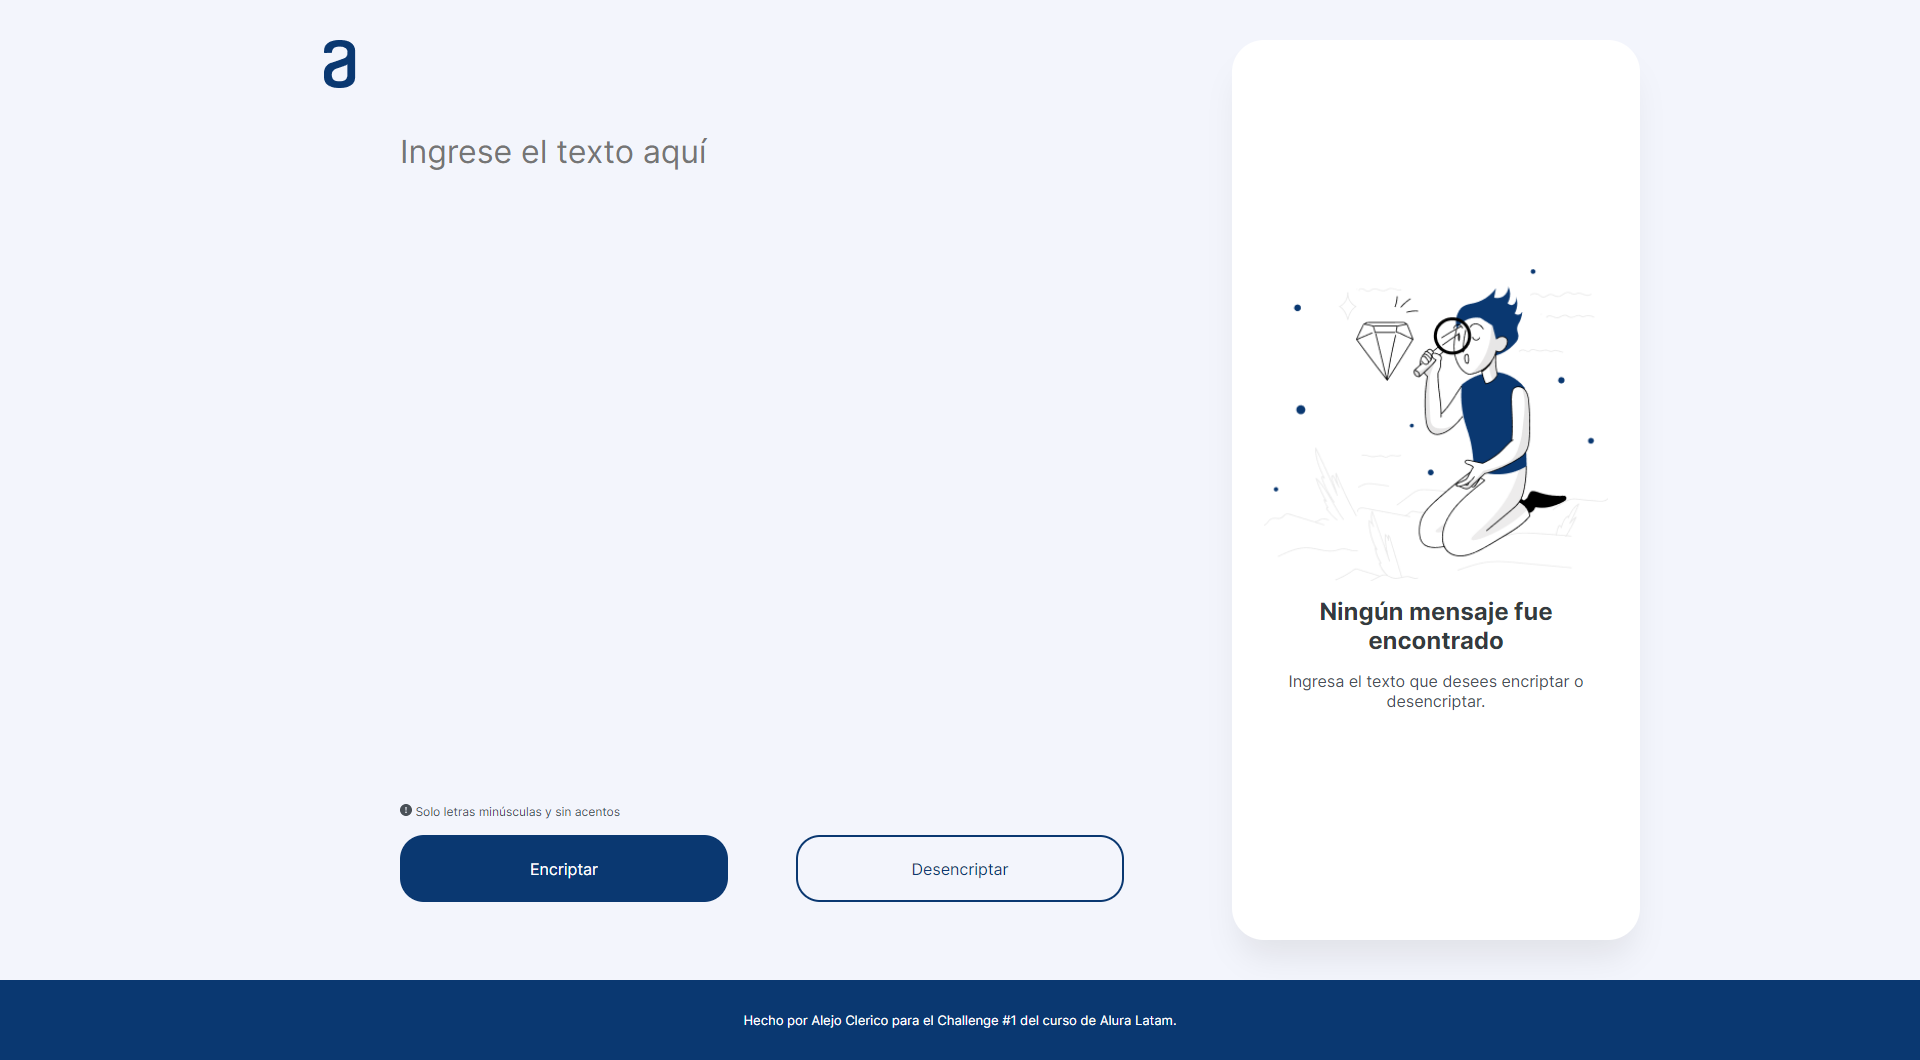 a
Ingrese el texto aquí
Ningún mensaje fue
encontrado
Ingresa el texto que desees encriptar o
desencriptar.
Solo letras minúsculas y sin acentos
Encriptar
Desencriptar
Hecho por Alejo Clerico para el Challenge #1 del curso de Alura Latam.